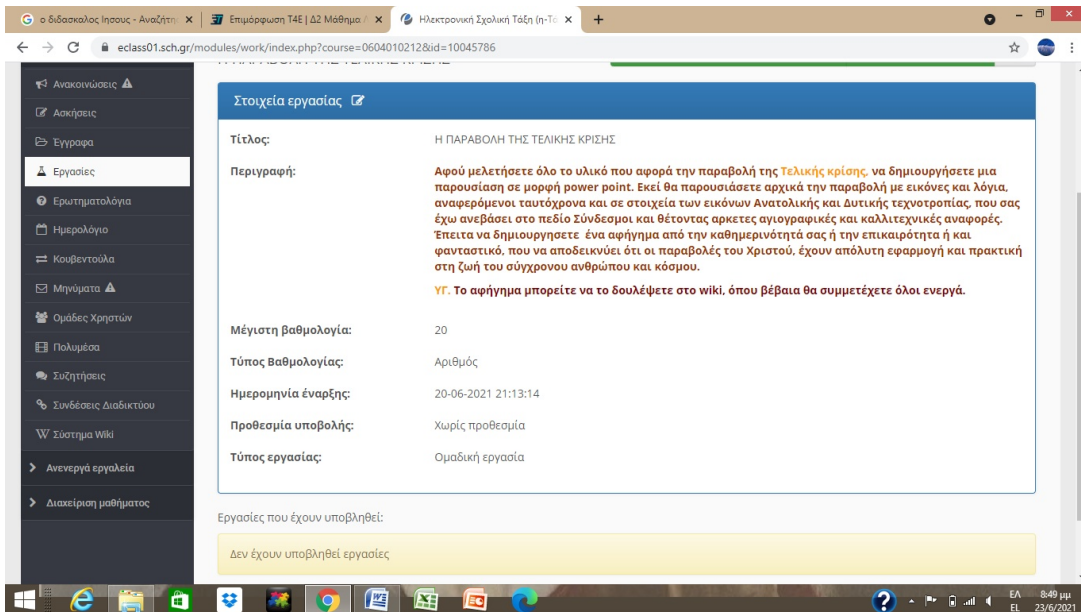 ο διδασκαλος Ιησους - Αναζήτη
Επιμόρφωση Τ4Ε | Δ2 Μάθημα
Ηλεκτρονική Σχολική Τάξη (η-Τά
eclass01.sch.gr/modules/work/index.php?course=0604010212&id=10045786
Ανακοινώσεις
Ασκήσεις
Έγγραφα
Εργασίες
Ερωτηματολόγια
Ημερολόγιο
Κουβεντούλα
Μηνύματα
Ομάδες Χρηστών
Πολυμέσα
Συζητήσεις
Συνδέσεις Διαδικτύου
Σύστημα Wiki
Ανενεργά εργαλεία
Διαχείριση μαθήματος
Η ΠΑΡΑΒΟΛΗ ΤΗΣ ΤΕΛΙΚΗΣ ΚΡΙΣΗΣ
Στοιχεία εργασίας
Τίτλος: Η ΠΑΡΑΒΟΛΗ ΤΗΣ ΤΕΛΙΚΗΣ ΚΡΙΣΗΣ
Περιγραφή: Αφού μελετήσετε όλο το υλικό που αφορά την παραβολή της Τελικής κρίσης, να δημιουργήσετε μια
παρουσίαση σε μορφή power point. Εκεί θα παρουσιάσετε αρχικά την παραβολή με εικόνες και λόγια,
αναφερόμενοι ταυτόχρονα και σε στοιχεία των εικόνων Ανατολικής και Δυτικής τεχνοτροπίας, που σας
έχω ανεβάσει στο πεδίο Σύνδεσμοι και θέτοντας αρκετες αγιογραφικές και καλλιτεχνικές αναφορές.
Έπειτα να δημιουργησετε ένα αφήγημα από την καθημερινότητά σας ή την επικαιρότητα ή και
φανταστικό, που να αποδεικνύει ότι οι παραβολές του Χριστού, έχουν απόλυτη εφαρμογή και πρακτική
στη ζωή του σύγχρονου ανθρώπου και κόσμου.
ΥΓ. Το αφήγημα μπορείτε να το δουλέψετε στο wiki, όπου βέβαια θα συμμετέχετε όλοι ενεργά.
Μέγιστη βαθμολογία: 20
Τύπος Βαθμολογίας: Αριθμός
Ημερομηνία έναρξης: 20-06-2021 21:13:14
Προθεσμία υποβολής: Χωρίς προθεσμία
Τύπος εργασίας: Ομαδική εργασία
Εργασίες που έχουν υποβληθεί:
Δεν έχουν υποβληθεί εργασίες
ΕΛ 8:49 μμ
EL 23/6/2021